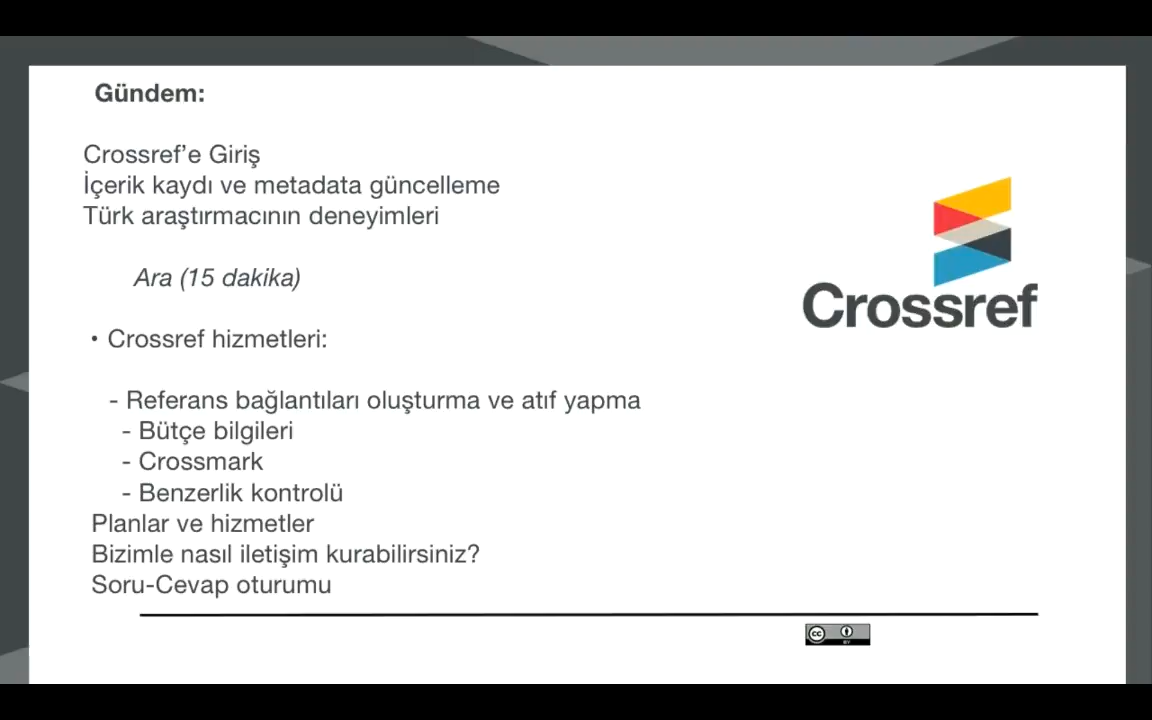 Gündem:
Crossref’e Giriş
İçerik kaydı ve metadata güncelleme
Türk araştırmacının deneyimleri
Ara (15 dakika)
• Crossref hizmetleri:
- Referans bağlantıları oluşturma ve atıf yapma
- Bütçe bilgileri
- Crossmark
- Benzerlik kontrolü
Planlar ve hizmetler
Bizimle nasıl iletişim kurabilirsiniz?
Soru-Cevap oturumu
Crossref
cc
BY